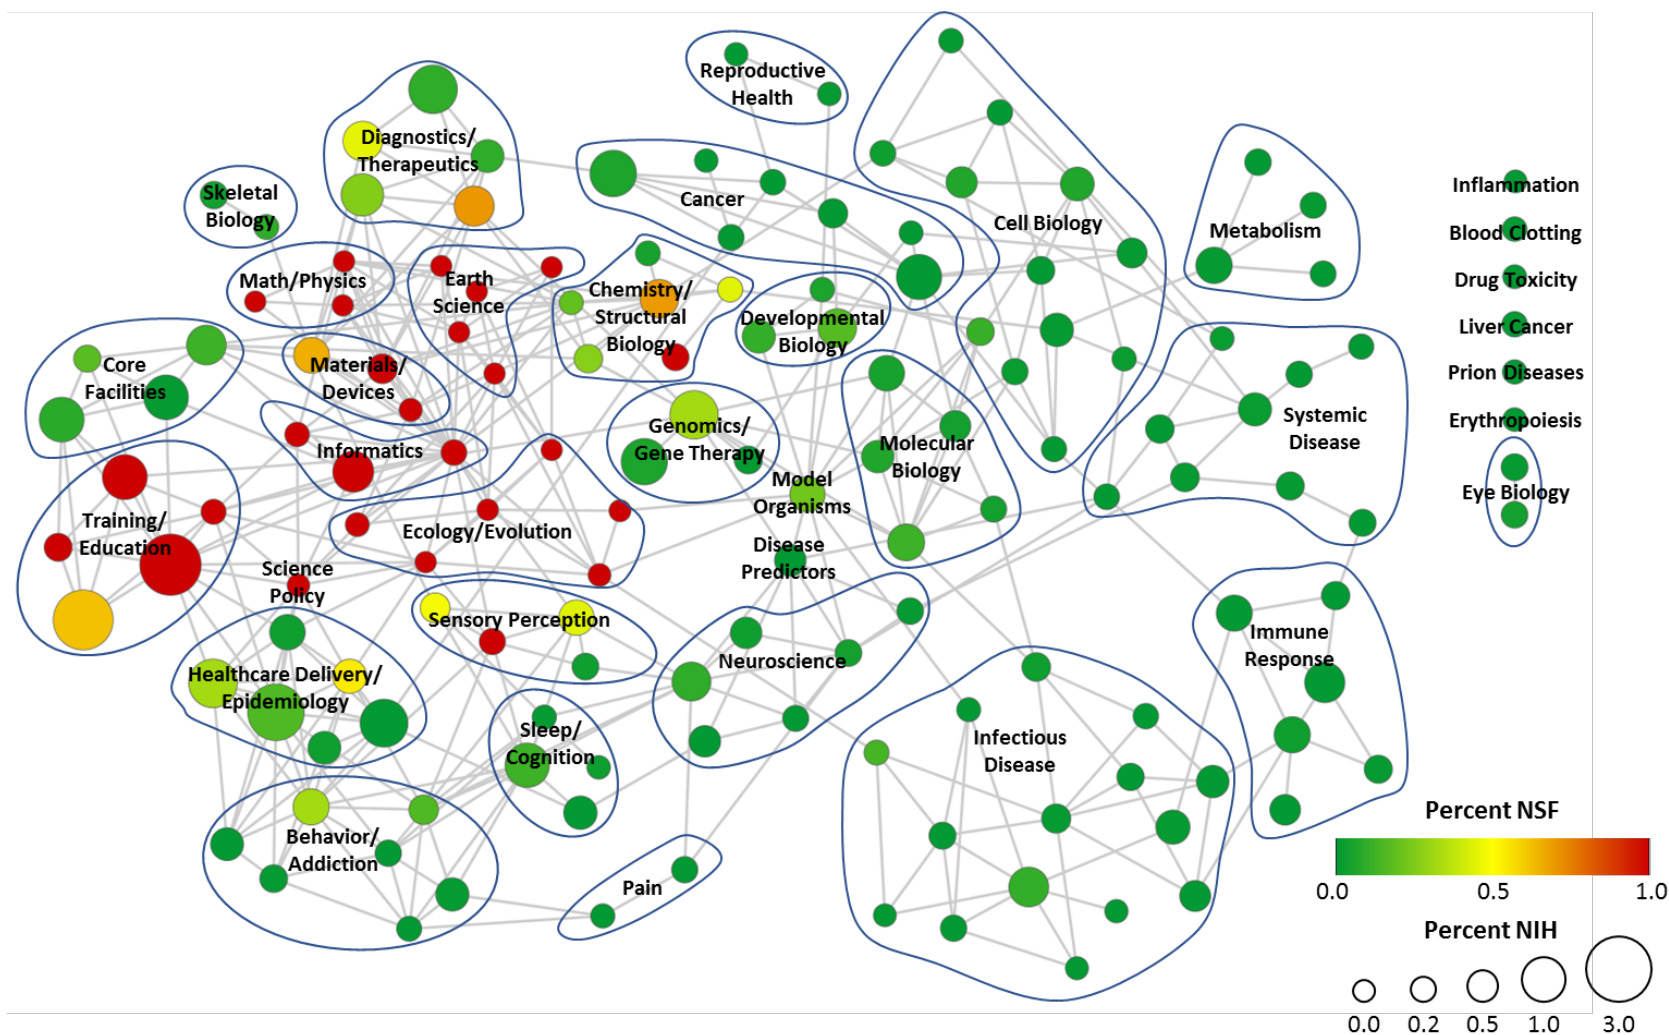 Reproductive
Health
Diagnostics/
Therapeutics
Skeletal
Biology
Cancer
Cell Biology
Metabolism
Inflammation
Blood Clotting
Drug Toxicity
Liver Cancer
Prion Diseases
Erythropoiesis
Eye Biology
Math/Physics
Earth
Science
Chemistry/
Structural
Biology
Developmental
Biology
Core
Facilities
Materials/
Devices
Informatics
Genomics/
Gene Therapy
Molecular
Biology
Systemic
Disease
Model
Organisms
Training/
Education
Ecology/Evolution
Disease
Predictors
Science
Policy
Sensory Perception
Neuroscience
Immune
Response
Healthcare Delivery/
Epidemiology
Sleep/
Cognition
Infectious
Disease
Behavior/
Addiction
Pain
Percent NSF
0.0 0.5 1.0
Percent NIH
0.0 0.2 0.5 1.0 3.0